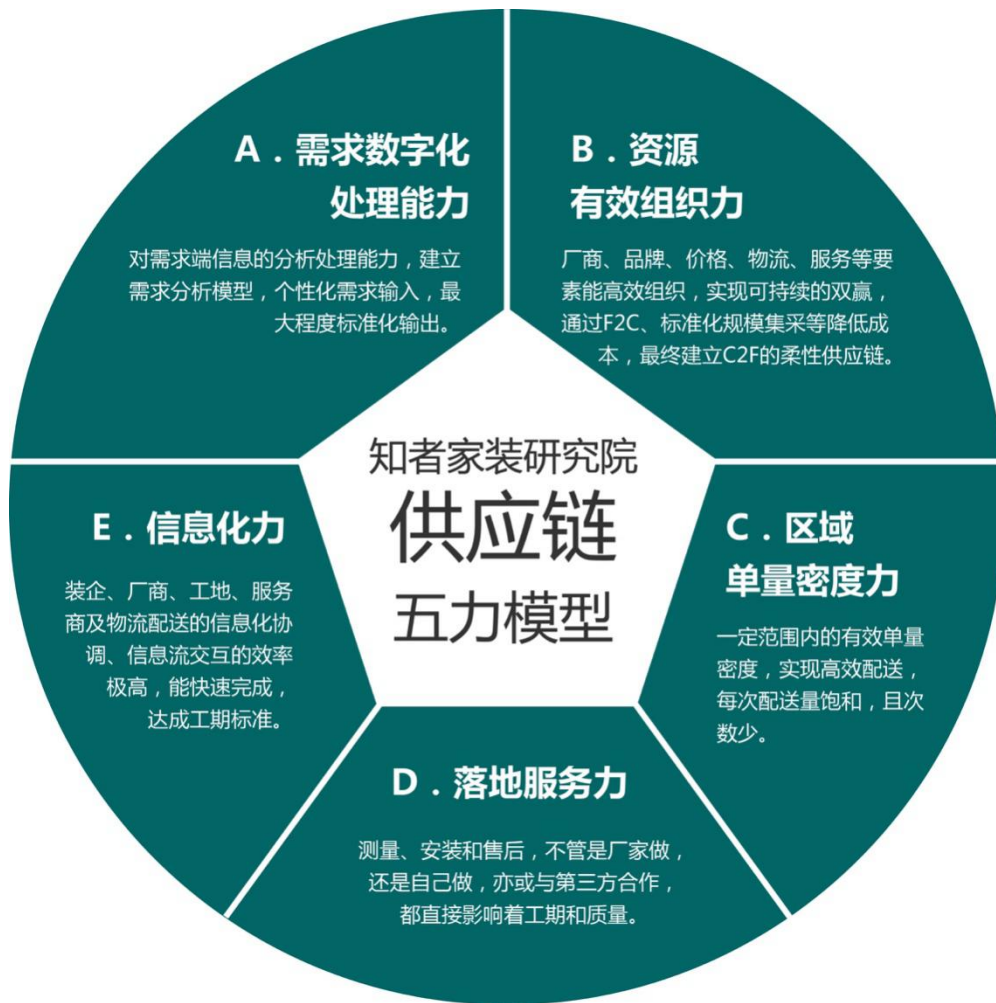 A．需求数字化
处理能力
对需求端信息的分析处理能力，建立
需求分析模型，个性化需求输入，最
大程度标准化输出。
B．资源
有效组织力
厂商、品牌、价格、物流、服务等要
素能高效组织，实现可持续的双赢，
通过F2C、标准化规模集采等降低成
本，最终建立C2F的柔性供应链。
知者家装研究院
供应链
五力模型
C．区域
单量密度力
一定范围内的有效单量
密度，实现高效配送，
每次配送量饱和，且次
数少。
D．落地服务力
测量、安装和售后，不管是厂家做，
还是自己做，亦或与第三方合作，
都直接影响着工期和质量。
E．信息化力
装企、厂商、工地、服务
商及物流配送的信息化协
调、信息流交互的效率
极高，能快速完成，
达成工期标准。